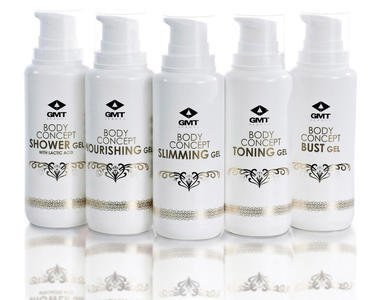 GMT
BODY
CONCEPT
SHOWER GEL
WITH LACTIC ACID
GMT
BODY
CONCEPT
NOURISHING GEL
GMT
BODY
CONCEPT
SLIMMING GEL
GMT
BODY
CONCEPT
TONING GEL
GMT
BODY
CONCEPT
BUST GEL